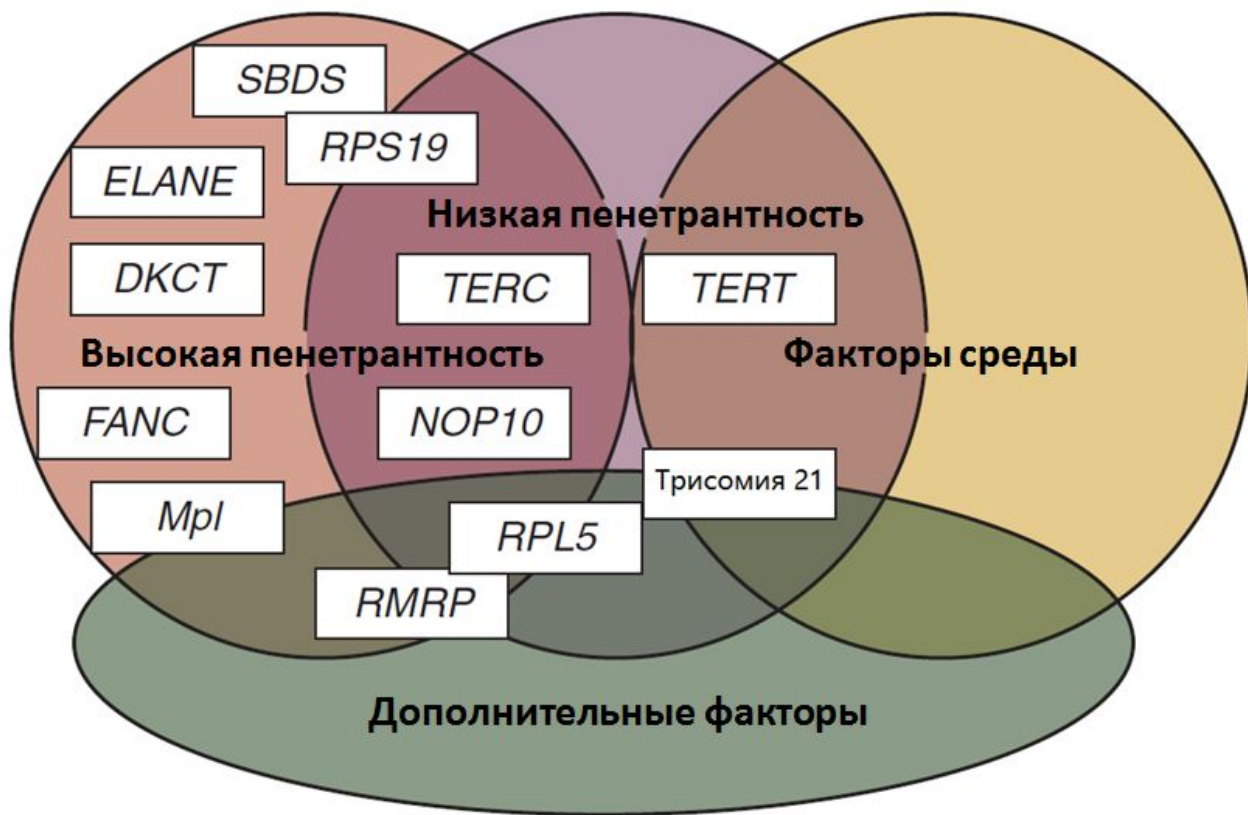 SBDS
RPS19
ELANE
Низкая пенетрантность
DKCT
TERC
TERT
Высокая пенетрантность
Факторы среды
FANC
NOP10
Трисомия 21
Mpl
RPL5
RMRP
Дополнительные факторы